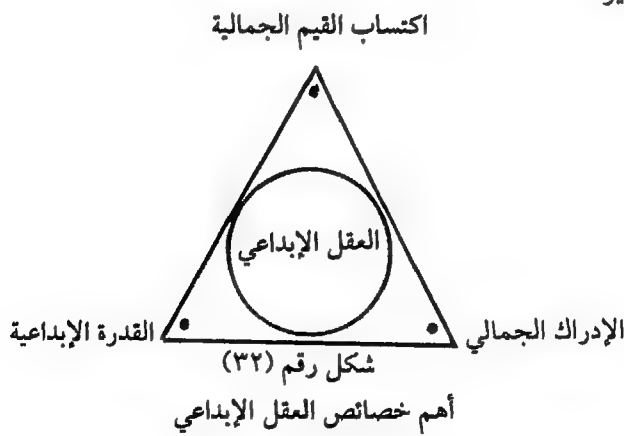 اكتساب القيم الجمالية
العقل الإبداعي
الإدراك الجمالي
القدرة الإبداعية
شكل رقم (٣٢)
أهم خصائص العقل الإبداعي